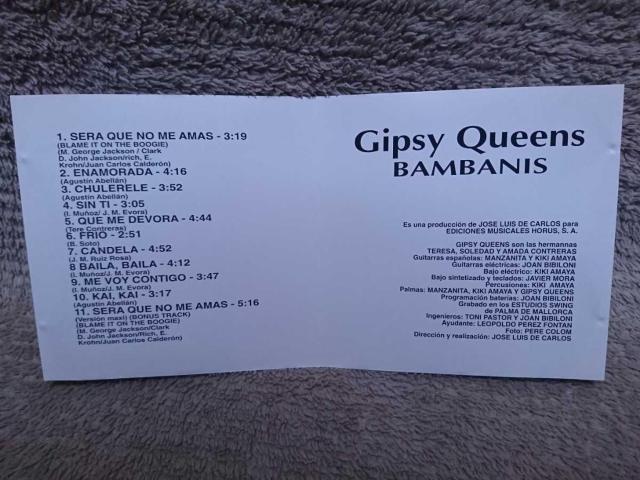 1. SERA QUE NO ME AMAS - 3:19
(BLAME IT ON THE BOOGIE)
(M. George Jackson / Clark
D. John Jackson/rich, E.
Krohn/Juan Carlos Calderón)
2. ENAMORADA - 4:16
(Agustín Abellán)
3. CHULERELE - 3:52
(Agustín Abellán)
4. SIN TI - 3:05
(I. Muñoz/ J. M. Evora)
5. QUE ME DEVORA - 4:44
(Tere Contreras)
6. FRIO - 2:51
(B. Soto)
7. CANDELA - 4:52
(J. M. Ruiz Rosa)
8 BAILA, BAILA - 4:12
(I. Muñoz/J. M. Evora)
9. ME VOY CONTIGO - 3:47
(I. Muñoz/J. M. Evora)
10. KAI, KAI - 3:17
(Agustín Abellán)
11. SERA QUE NO ME AMAS - 5:16
(Versión maxi) (BONUS TRACK)
(BLAME IT ON THE BOOGIE)
(M. George Jackson/Clark
D. John Jackson/Rich, E.
Krohn/Juan Carlos Calderón)
Gipsy Queens
BAMBANIS
Es una producción de JOSE LUIS DE CARLOS para
EDICIONES MUSICALES HORUS, S. A.
GIPSY QUEENS son las hermannas
TERESA, SOLEDAD Y AMADA CONTRERAS
Guitarras españolas: MANZANITA Y KIKI AMAYA
Guitarras eléctricas: JOAN BIBILONI
Bajo eléctrico: KIKI AMAYA
Bajo sintetizado y teclados: JAVIER MORA
Percusiones: KIKI AMAYA
Palmas: MANZANITA, KIKI AMAYA Y GIPSY QUEENS
Programación baterías: JOAN BIBILONI
Grabado en los ESTUDIOS SWING
de PALMA DE MALLORCA
Ingenieros: TONI PASTOR Y JOAN BIBILONI
Ayudante: LEOPOLDO PEREZ FONTAN
Foto: PERE COLOM
Dirección y realización: JOSE LUIS DE CARLOS